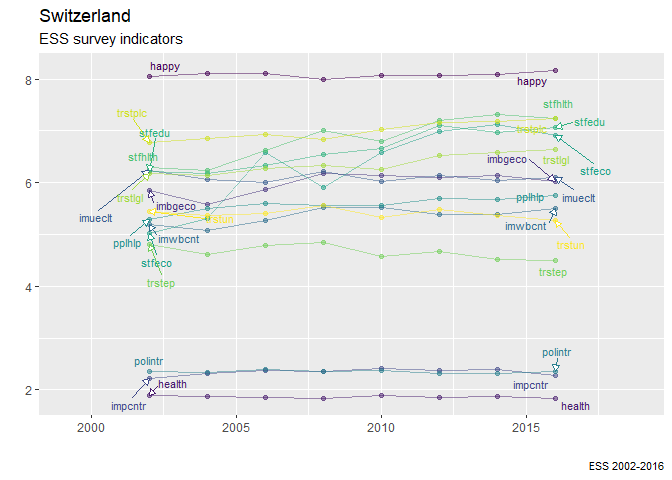 Switzerland
ESS survey indicators
8
6
4
2
happy
happy
trstplc
stfedu
stfhlth
trstlgl
imueclt
imbgeco
trstun
imwbcnt
pplhlp
stfeco
trstep
stfhlth
stfedu
trstplc
trstlgl
imbgeco
stfeco
pplhlp
imueclt
imwbcnt
trstun
trstep
polintr
health
impcntr
polintr
impcntr
health
2000
2005
2010
2015
ESS 2002-2016